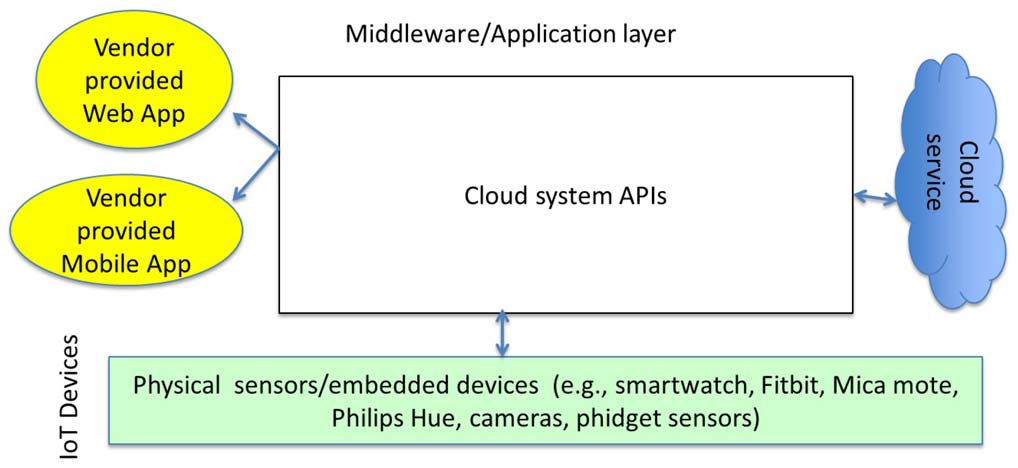 Middleware/Application layer
Vendor
provided
Web App
Vendor
provided
Mobile App
Cloud system APIs
Cloud
service
IoT Devices
Physical sensors/embedded devices (e.g., smartwatch, Fitbit, Mica mote,
Philips Hue, cameras, phidget sensors)